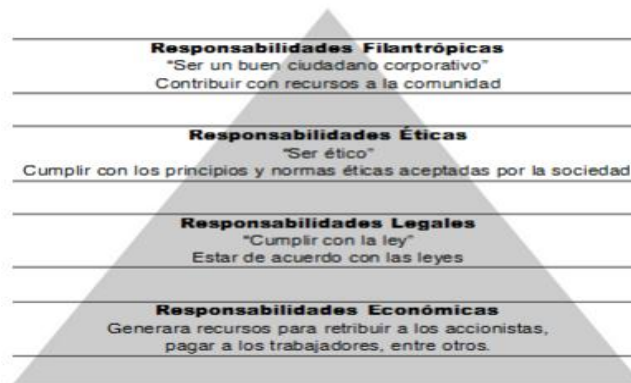 Responsabilidades Filantrópicas
"Ser un buen ciudadano corporativo"
Contribuir con recursos a la comunidad
Responsabilidades Éticas
"Ser ético"
Cumplir con los principios y normas éticas aceptadas por la sociedad
Responsabilidades Legales
"Cumplir con la ley"
Estar de acuerdo con las leyes
Responsabilidades Económicas
Generara recursos para retribuir a los accionistas,
pagar a los trabajadores, entre otros.